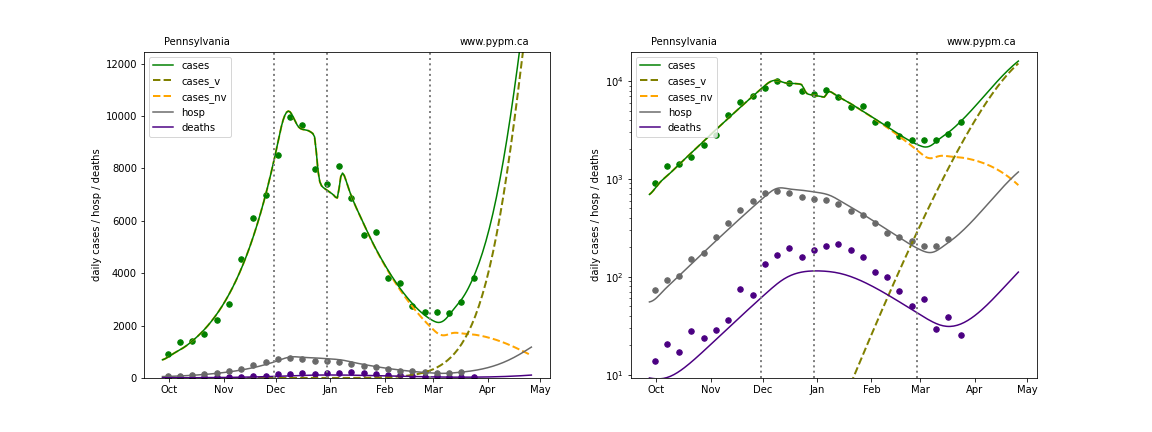 Pennsylvania www.pypm.ca
cases
cases_v
cases_nv
hosp
deaths
daily cases / hosp / deaths
12000
10000
8000
6000
4000
2000
0
Oct Nov Dec Jan Feb Mar Apr May
Pennsylvania www.pypm.ca
cases
cases_v
cases_nv
hosp
deaths
daily cases / hosp / deaths
10⁴
10³
10²
10¹
Oct Nov Dec Jan Feb Mar Apr May